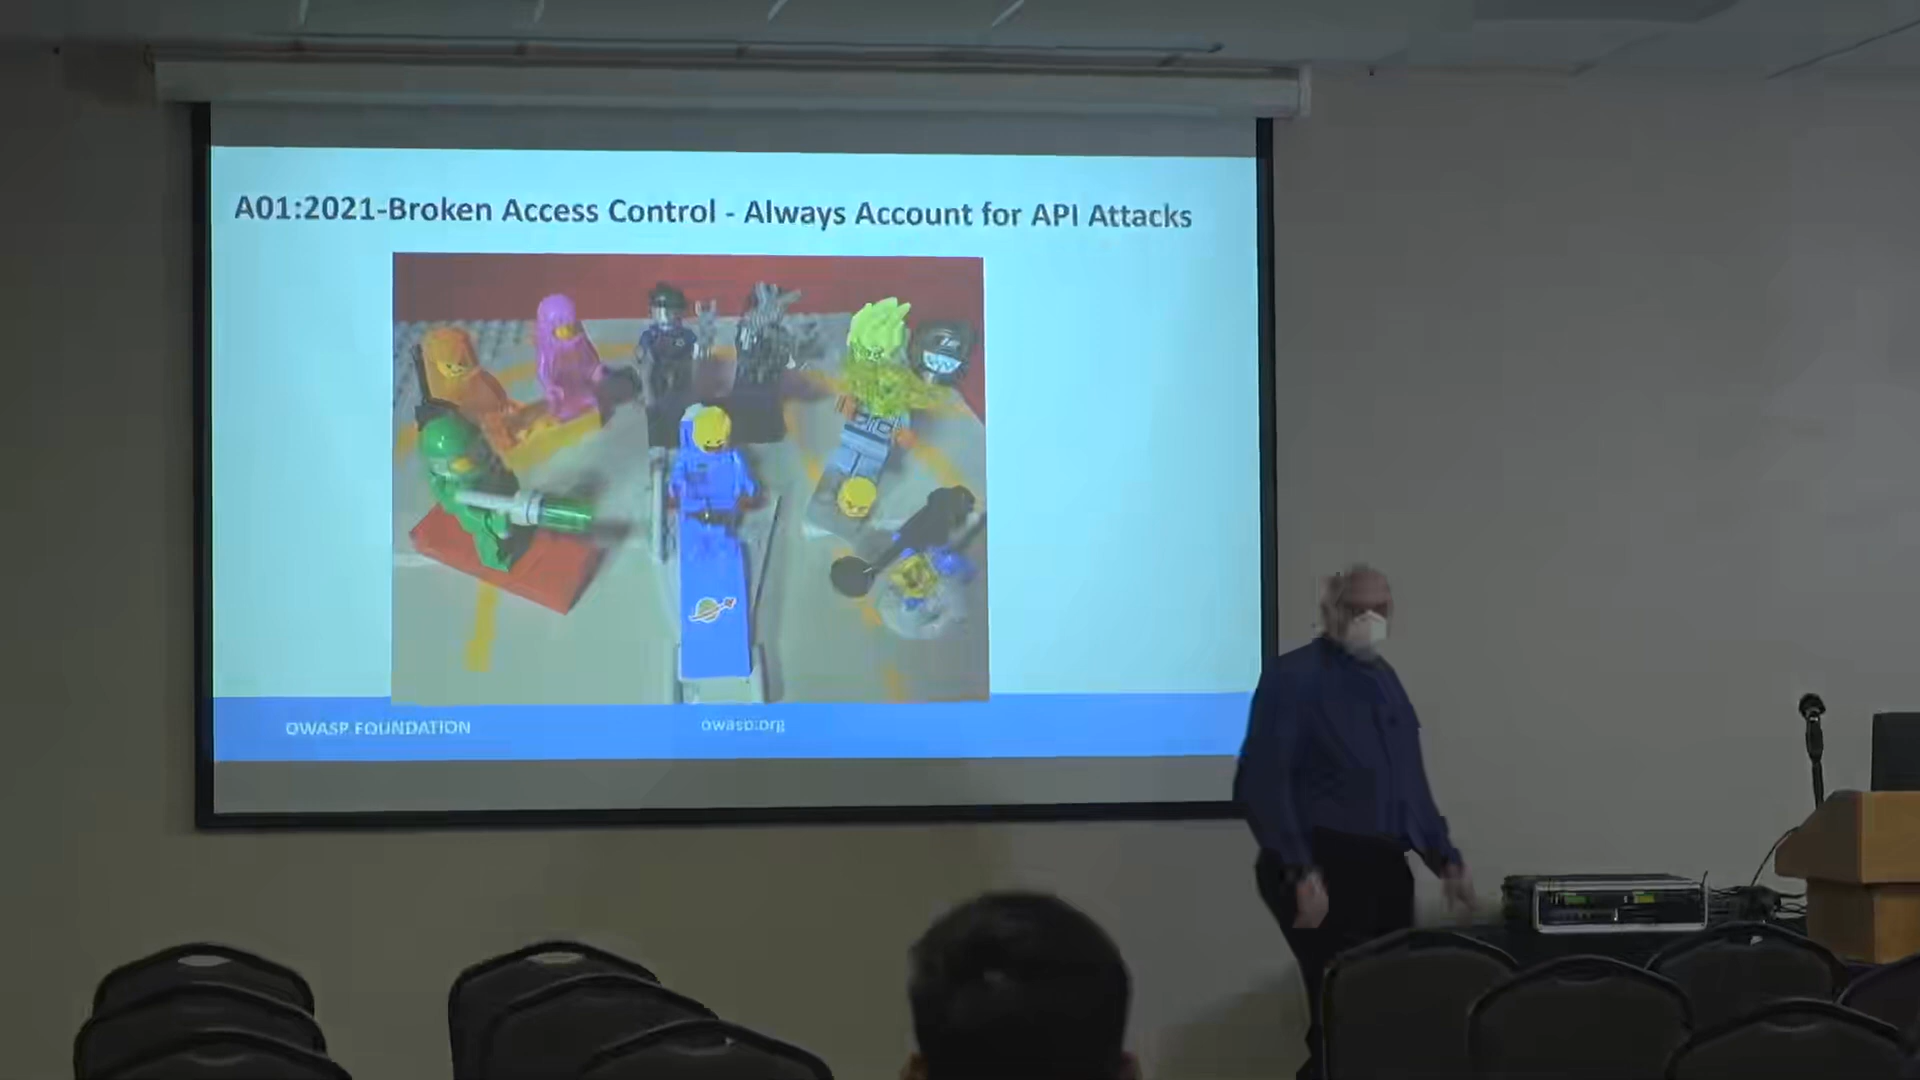 A01:2021-Broken Access Control - Always Account for API Attacks
OWASP FOUNDATION
owasp.org